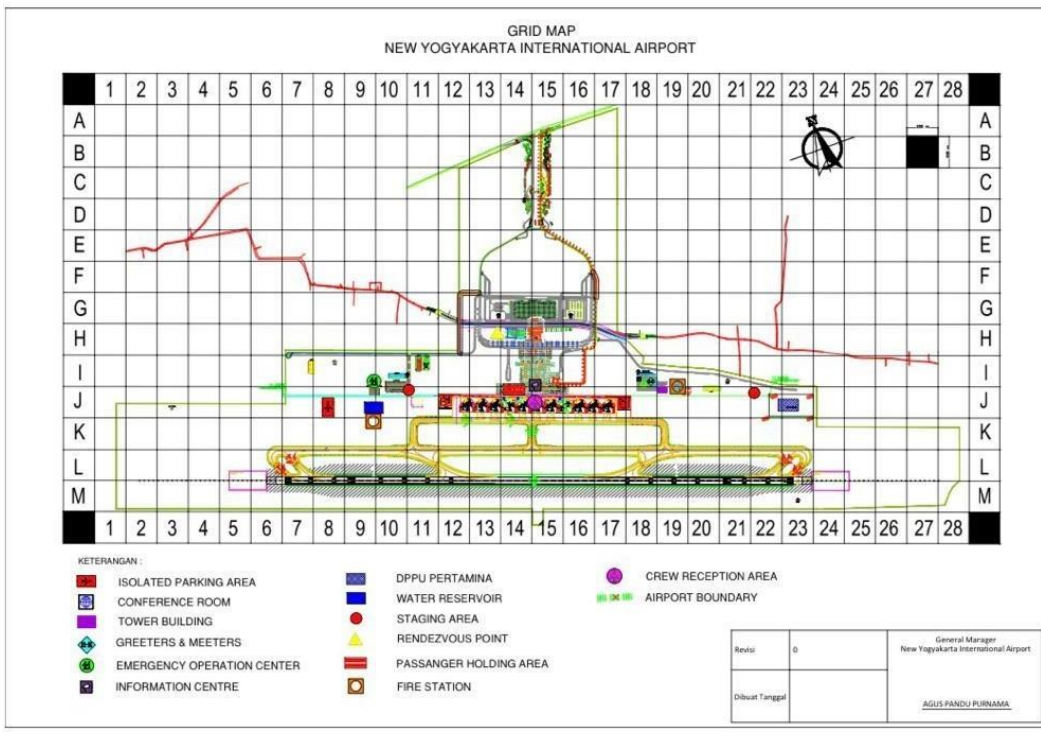 GRID MAP
NEW YOGYAKARTA INTERNATIONAL AIRPORT
1 2 3 4 5 6 7 8 9 10 11 12 13 14 15 16 17 18 19 20 21 22 23 24 25 26 27 28
A A
B B
C C
D D
E E
F F
G G
H H
I I
J J
K K
L L
M M
1 2 3 4 5 6 7 8 9 10 11 12 13 14 15 16 17 18 19 20 21 22 23 24 25 26 27 28
KETERANGAN :
ISOLATED PARKING AREA
CONFERENCE ROOM
TOWER BUILDING
GREETERS & MEETERS
EMERGENCY OPERATION CENTER
INFORMATION CENTRE
DPPU PERTAMINA
WATER RESERVOIR
STAGING AREA
RENDEZVOUS POINT
PASSANGER HOLDING AREA
FIRE STATION
CREW RECEPTION AREA
AIRPORT BOUNDARY
Revisi 0
Dibuat Tanggal
General Manager
New Yogyakarta International Airport
AGUS PANDU PURNAMA